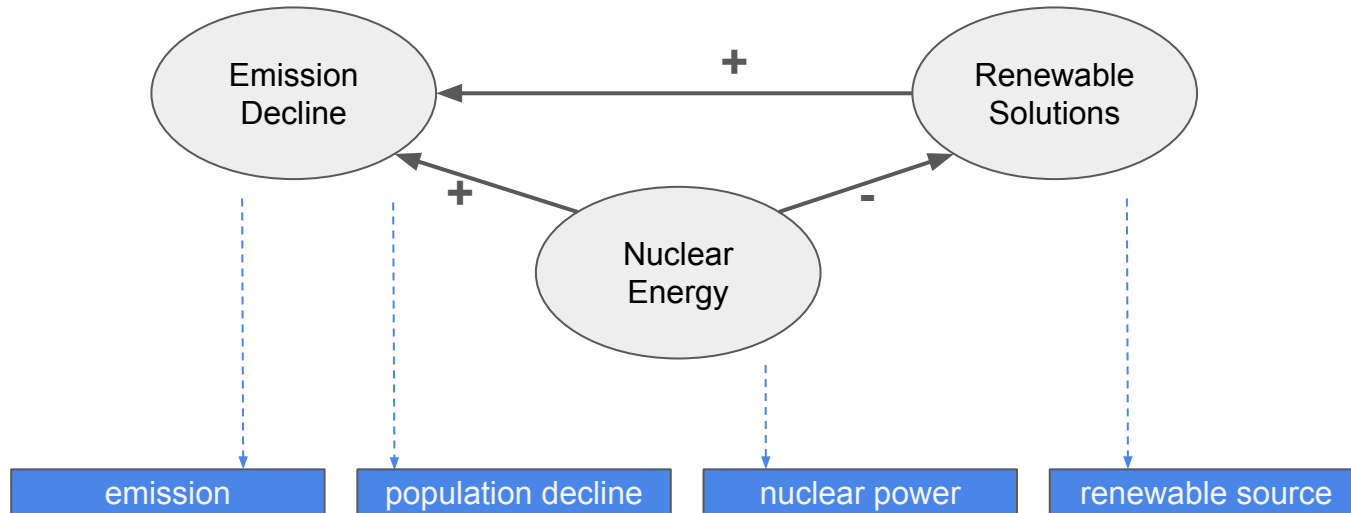 Emission
Decline
+
Renewable
Solutions
+
-
Nuclear
Energy
emission
population decline
nuclear power
renewable source